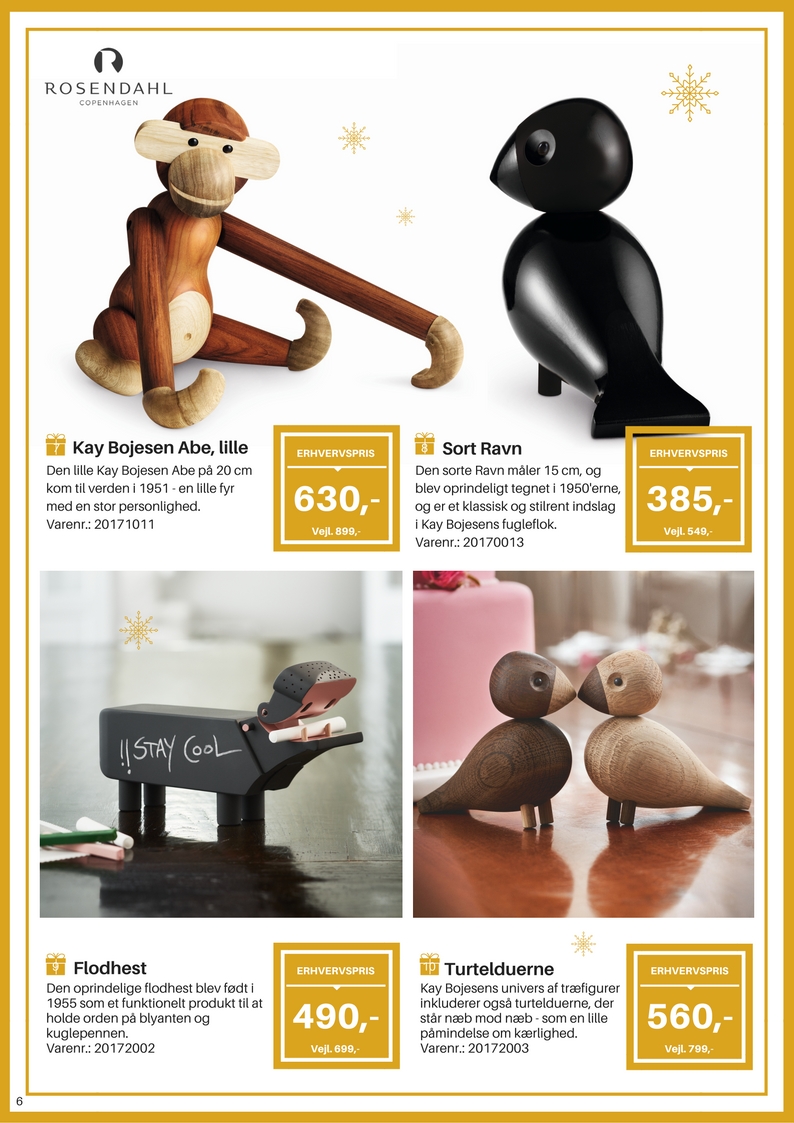 ROSENDAHL
COPENHAGEN
7 Kay Bojesen Abe, lille
Den lille Kay Bojesen Abe på 20 cm
kom til verden i 1951 - en lille fyr
med en stor personlighed.
Varenr.: 20171011
ERHVERVSPRIS
630,-
Vejl. 899,-
8 Sort Ravn
Den sorte Ravn måler 15 cm, og
blev oprindeligt tegnet i 1950'erne,
og er et klassisk og stilrent indslag
i Kay Bojesens fugleflok.
Varenr.: 20170013
ERHVERVSPRIS
385,-
Vejl. 549,-
!! STAY COOL
9 Flodhest
Den oprindelige flodhest blev født i
1955 som et funktionelt produkt til at
holde orden på blyanten og
kuglepennen.
Varenr.: 20172002
ERHVERVSPRIS
490,-
Vejl. 699,-
10 Turtelduerne
Kay Bojesens univers af træfigurer
inkluderer også turtelduerne, der
står næb mod næb - som en lille
påmindelse om kærlighed.
Varenr.: 20172003
ERHVERVSPRIS
560,-
Vejl. 799,-
6